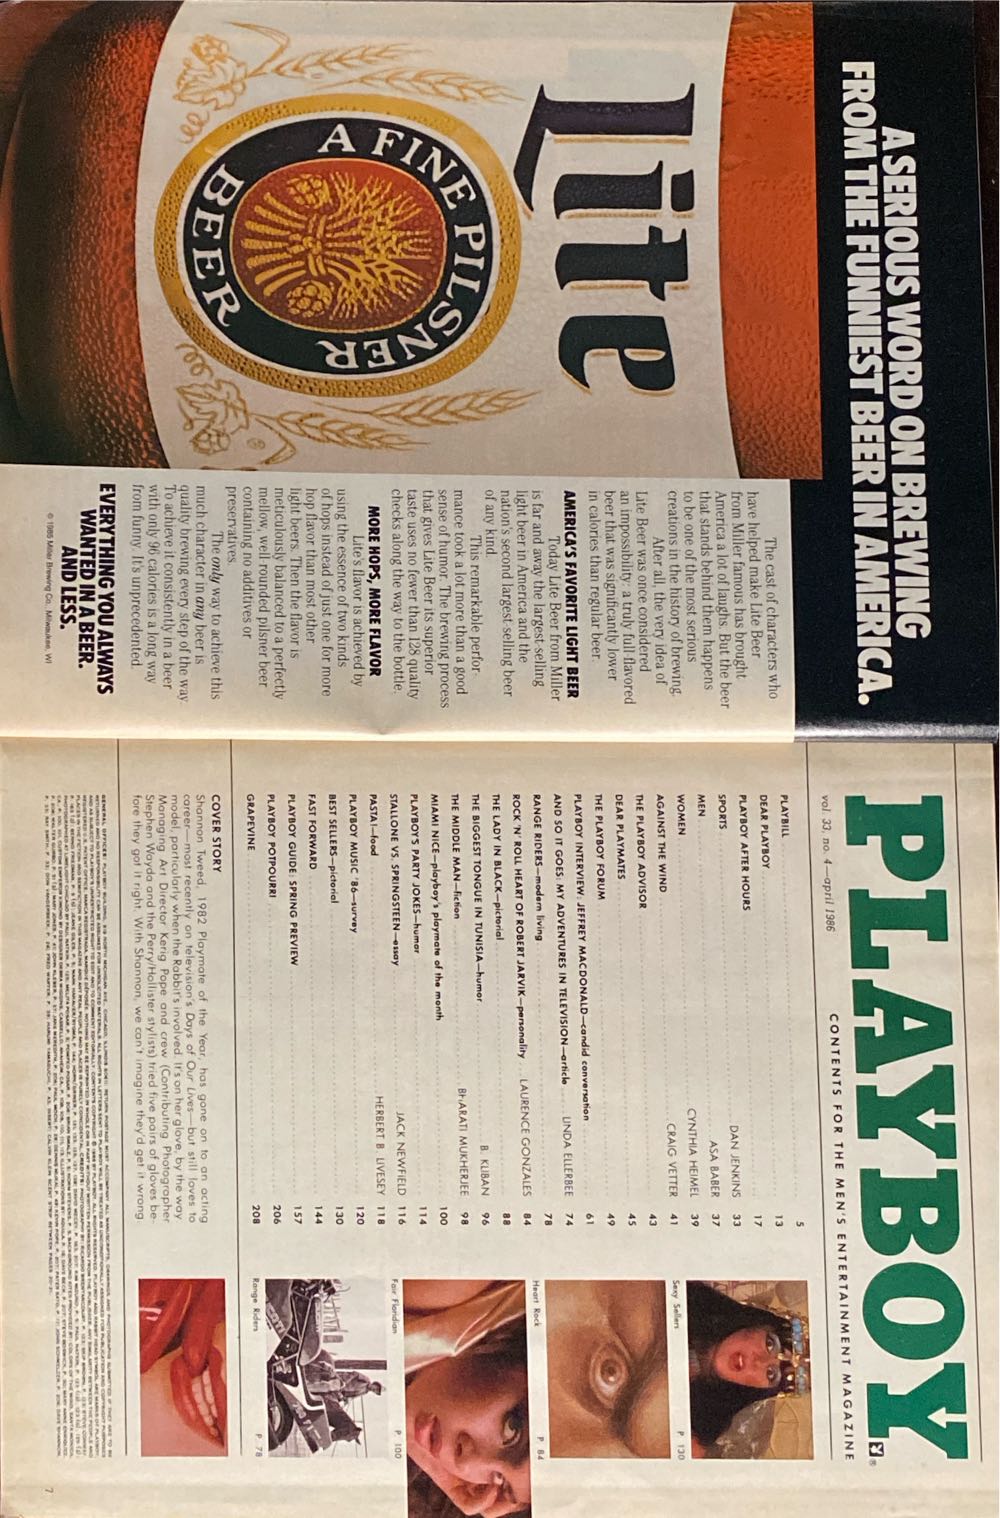 A SERIOUS WORD ON BREWING
FROM THE FUNNIEST BEER IN AMERICA.
Lite
A FINE PILSNER
BEER
The cast of characters who
have helped make Lite Beer
from Miller famous has brought
America a lot of laughs. But the beer
that stands behind them happens
to be one of the most serious
creations in the history of brewing.
After all, the very idea of
Lite Beer was once considered
an impossibility: a truly full flavored
beer that was significantly lower
in calories than regular beer.
AMERICA'S FAVORITE LIGHT BEER
Today Lite Beer from Miller
is far and away the largest-selling
light beer in America and the
nation's second largest-selling beer
of any kind.
This remarkable perfor-
mance took a lot more than a good
sense of humor. The brewing process
that gives Lite Beer its superior
taste uses no fewer than 128 quality
checks along the way to the bottle.
MORE HOPS, MORE FLAVOR
Lite's flavor is achieved by
using the essence of two kinds
of hops instead of just one for more
hop flavor than most other
light beers. Then the flavor is
meticulously balanced to a perfectly
mellow, well rounded pilsner beer
containing no additives or
preservatives.
The only way to achieve this
much character in any beer is
quality brewing every step of the way.
To achieve it consistently in a beer
with only 96 calories is a long way
from funny. It's unprecedented.
EVERYTHING YOU ALWAYS
WANTED IN A BEER.
AND LESS.
© 1985 Miller Brewing Co., Milwaukee, WI
PLAYBOY®
vol. 33, no. 4—april 1986
CONTENTS FOR THE MEN'S ENTERTAINMENT MAGAZINE
PLAYBILL 5
DEAR PLAYBOY 13
PLAYBOY AFTER HOURS 17
SPORTS DAN JENKINS 33
MEN ASA BABER 37
WOMEN CYNTHIA HEIMEL 39
AGAINST THE WIND CRAIG VETTER 41
THE PLAYBOY ADVISOR 43
DEAR PLAYMATES 45
THE PLAYBOY FORUM 49
PLAYBOY INTERVIEW: JEFFREY MACDONALD—candid conversation 61
AND SO IT GOES: MY ADVENTURES IN TELEVISION—article LINDA ELLERBEE 74
RANGE RIDERS—modern living 78
ROCK 'N' ROLL HEART OF ROBERT JARVIK—personality LAURENCE GONZALES 84
THE LADY IN BLACK—pictorial 88
THE BIGGEST TONGUE IN TUNISIA—humor B. KLIBAN 96
THE MIDDLE MAN—fiction BHARATI MUKHERJEE 98
MIAMI NICE—playboy's playmate of the month 100
PLAYBOY'S PARTY JOKES—humor 114
STALLONE VS. SPRINGSTEEN—essay JACK NEWFIELD 116
PASTA!—food HERBERT B. LIVESEY 118
PLAYBOY MUSIC '86—survey 120
BEST SELLERS—pictorial 130
FAST FORWARD 144
PLAYBOY GUIDE: SPRING PREVIEW 157
PLAYBOY POTPOURRI 206
GRAPEVINE 208
Sexy Sellers P. 130
Heart Rock P. 84
Fair Floridian P. 100
Range Riders P. 78
COVER STORY
Shannon Tweed, 1982 Playmate of the Year, has gone on to an acting
career—most recently on television's Days of Our Lives—but still loves to
model, particularly when the Rabbit's involved. It's on her glove, by the way.
Managing Art Director Kerig Pope and crew (Contributing Photographer
Stephen Wayda and the Perry/Hollister stylists) tried five pairs of gloves be-
fore they got it right. With Shannon, we can't imagine they'd get it wrong.
GENERAL OFFICES: PLAYBOY BUILDING, 919 NORTH MICHIGAN AVE., CHICAGO, ILLINOIS 60611.
7